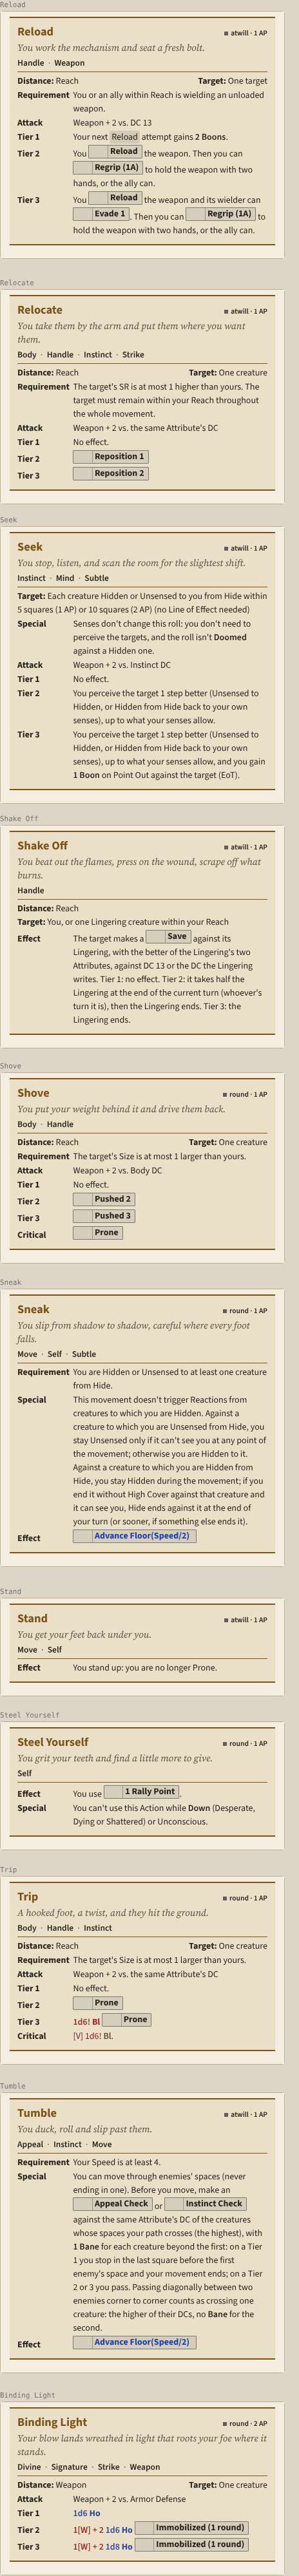 Reload
Reload ■ atwill · 1 AP
You work the mechanism and seat a fresh bolt.
Handle · Weapon
Distance: Reach Target: One target
Requirement You or an ally within Reach is wielding an unloaded
weapon.
Attack Weapon + 2 vs. DC 13
Tier 1 Your next Reload attempt gains 2 Boons.
Tier 2 You Reload the weapon. Then you can
Regrip (1A) to hold the weapon with two
hands, or the ally can.
Tier 3 You Reload the weapon and its wielder can
Evade 1. Then you can Regrip (1A) to
hold the weapon with two hands, or the ally can.
Relocate
Relocate ■ atwill · 1 AP
You take them by the arm and put them where you want
them.
Body · Handle · Instinct · Strike
Distance: Reach Target: One creature
Requirement The target's SR is at most 1 higher than yours. The
target must remain within your Reach throughout
the whole movement.
Attack Weapon + 2 vs. the same Attribute's DC
Tier 1 No effect.
Tier 2 Reposition 1
Tier 3 Reposition 2
Seek
Seek ■ atwill · 1 AP
You stop, listen, and scan the room for the slightest shift.
Instinct · Mind · Subtle
Target: Each creature Hidden or Unsensed to you from Hide within
5 squares (1 AP) or 10 squares (2 AP) (no Line of Effect needed)
Special Senses don't change this roll: you don't need to
perceive the targets, and the roll isn't Doomed
against a Hidden one.
Attack Weapon + 2 vs. Instinct DC
Tier 1 No effect.
Tier 2 You perceive the target 1 step better (Unsensed to
Hidden, or Hidden from Hide back to your own
senses), up to what your senses allow.
Tier 3 You perceive the target 1 step better (Unsensed to
Hidden, or Hidden from Hide back to your own
senses), up to what your senses allow, and you gain
1 Boon on Point Out against the target (EoT).
Shake Off
Shake Off ■ atwill · 1 AP
You beat out the flames, press on the wound, scrape off what
burns.
Handle
Distance: Reach
Target: You, or one Lingering creature within your Reach
Effect The target makes a Save against its
Lingering, with the better of the Lingering's two
Attributes, against DC 13 or the DC the Lingering
writes. Tier 1: no effect. Tier 2: it takes half the
Lingering at the end of the current turn (whoever's
turn it is), then the Lingering ends. Tier 3: the
Lingering ends.
Shove
Shove ■ round · 1 AP
You put your weight behind it and drive them back.
Body · Handle
Distance: Reach Target: One creature
Requirement The target's Size is at most 1 larger than yours.
Attack Weapon + 2 vs. Body DC
Tier 1 No effect.
Tier 2 Pushed 2
Tier 3 Pushed 3
Critical Prone
Sneak
Sneak ■ round · 1 AP
You slip from shadow to shadow, careful where every foot
falls.
Move · Self · Subtle
Requirement You are Hidden or Unsensed to at least one creature
from Hide.
Special This movement doesn't trigger Reactions from
creatures to which you are Hidden. Against a
creature to which you are Unsensed from Hide, you
stay Unsensed only if it can't see you at any point of
the movement; otherwise you are Hidden to it.
Against a creature to which you are Hidden from
Hide, you stay Hidden during the movement; if you
end it without High Cover against that creature and
it can see you, Hide ends against it at the end of
your turn (or sooner, if something else ends it).
Effect Advance Floor(Speed/2)
Stand
Stand ■ atwill · 1 AP
You get your feet back under you.
Move · Self
Effect You stand up: you are no longer Prone.
Steel Yourself
Steel Yourself ■ round · 1 AP
You grit your teeth and find a little more to give.
Self
Effect You use 1 Rally Point.
Special You can't use this Action while Down (Desperate,
Dying or Shattered) or Unconscious.
Trip
Trip ■ round · 1 AP
A hooked foot, a twist, and they hit the ground.
Body · Handle · Instinct
Distance: Reach Target: One creature
Requirement The target's Size is at most 1 larger than yours.
Attack Weapon + 2 vs. the same Attribute's DC
Tier 1 No effect.
Tier 2 Prone
Tier 3 1d6! Bl Prone
Critical [V] 1d6! Bl.
Tumble
Tumble ■ atwill · 1 AP
You duck, roll and slip past them.
Appeal · Instinct · Move
Requirement Your Speed is at least 4.
Special You can move through enemies' spaces (never
ending in one). Before you move, make an
Appeal Check or Instinct Check
against the same Attribute's DC of the creatures
whose spaces your path crosses (the highest), with
1 Bane for each creature beyond the first: on a Tier
1 you stop in the last square before the first
enemy's space and your movement ends; on a Tier
2 or 3 you pass. Passing diagonally between two
enemies corner to corner counts as crossing one
creature: the higher of their DCs, no Bane for the
second.
Effect Advance Floor(Speed/2)
Binding Light
Binding Light ■ round · 2 AP
Your blow lands wreathed in light that roots your foe where it
stands.
Divine · Signature · Strike · Weapon
Distance: Weapon Target: One creature
Attack Weapon + 2 vs. Armor Defense
Tier 1 1d6 Ho
Tier 2 1[W] + 2 1d6 Ho Immobilized (1 round)
Tier 3 1[W] + 2 1d8 Ho Immobilized (1 round)